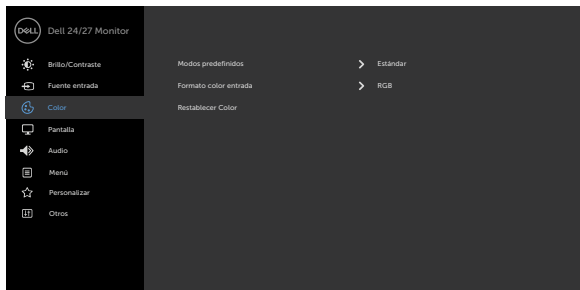 DELL Dell 24/27 Monitor
Brillo/Contraste
Fuente entrada
Color
Pantalla
Audio
Menú
Personalizar
Otros
Modos predefinidos > Estándar
Formato color entrada > RGB
Restablecer Color